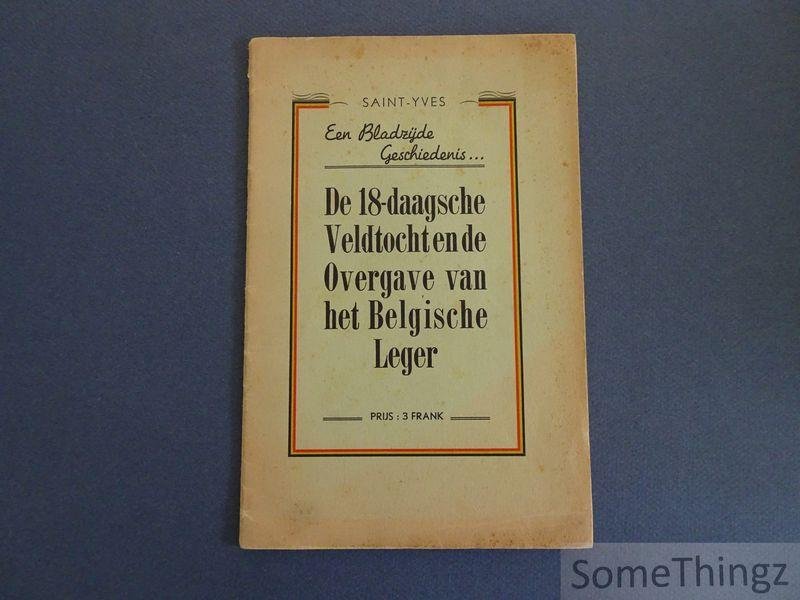 SAINT-YVES
Een Bladzijde
Geschiedenis...
De 18-daagsche
Veldtocht en de
Overgave van
het Belgische
Leger
PRIJS : 3 FRANK
SomeThingz